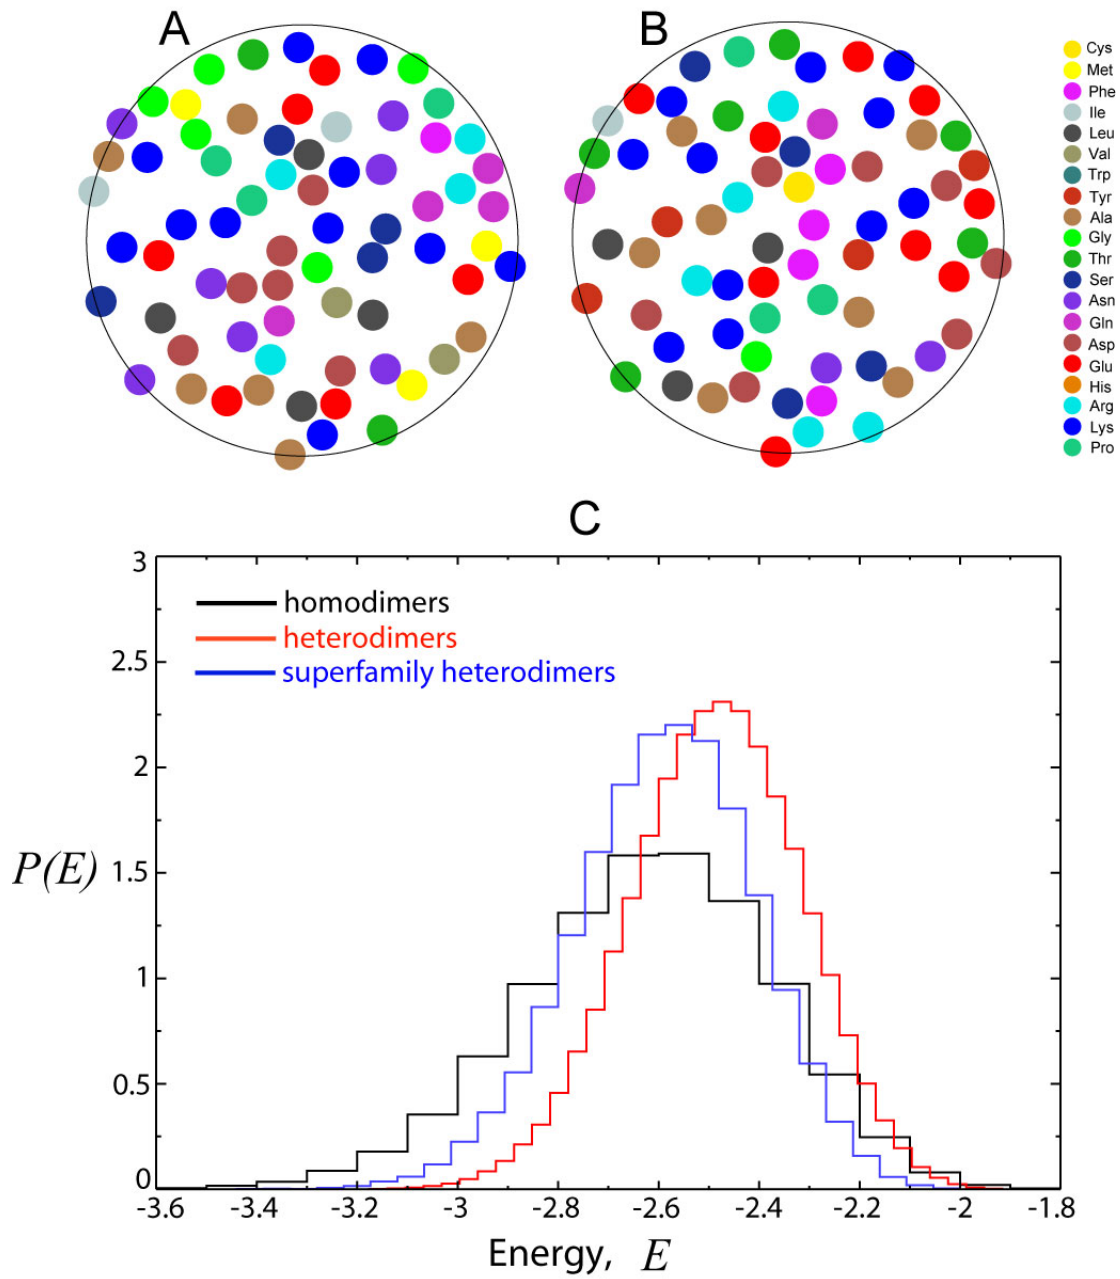 A
B
Cys
Met
Phe
Ile
Leu
Val
Trp
Tyr
Ala
Gly
Thr
Ser
Asn
Gln
Asp
Glu
His
Arg
Lys
Pro
C
3
2.5
2
1.5
1
0.5
0
P(E)
homodimers
heterodimers
superfamily heterodimers
-3.6 -3.4 -3.2 -3 -2.8 -2.6 -2.4 -2.2 -2 -1.8
Energy, E